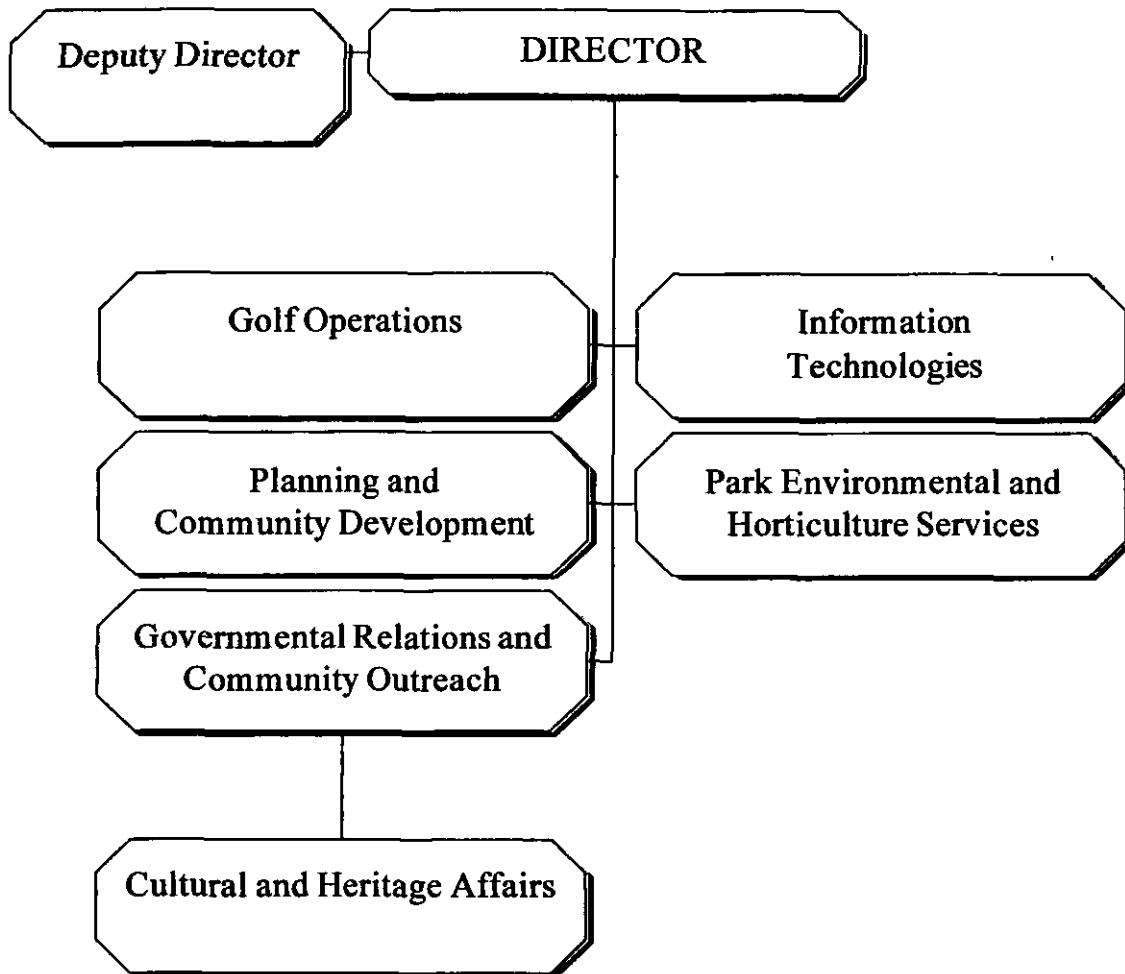 Deputy Director
DIRECTOR
Golf Operations
Information
Technologies
Planning and
Community Development
Park Environmental and
Horticulture Services
Governmental Relations and
Community Outreach
Cultural and Heritage Affairs